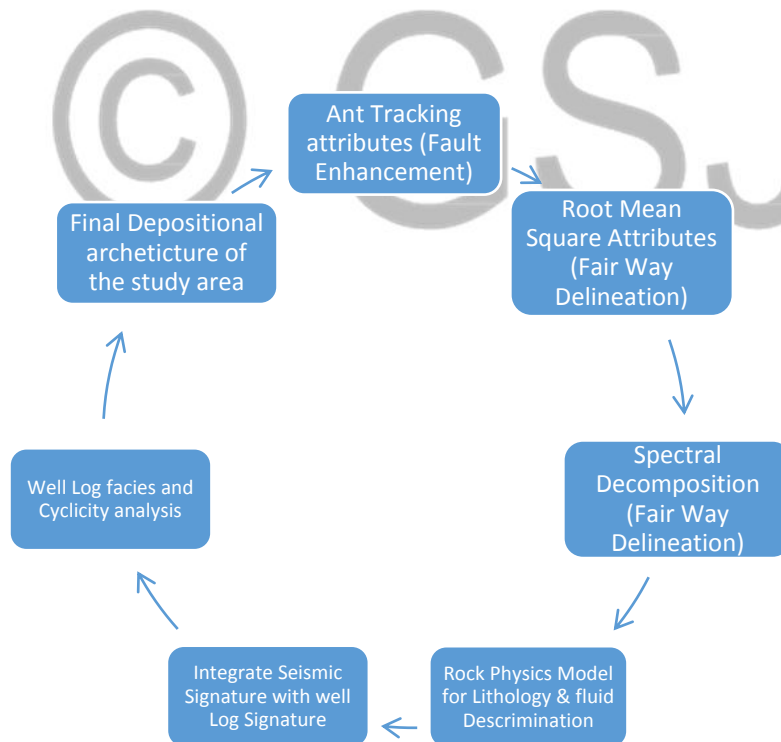 © GSJ
Ant Tracking
attributes (Fault
Enhancement)
Root Mean
Square Attributes
(Fair Way
Delineation)
Spectral
Decomposition
(Fair Way
Delineation)
Rock Physics Model
for Lithology & fluid
Descrimination
Integrate Seismic
Signature with well
Log Signature
Well Log facies and
Cyclicity analysis
Final Depositional
archeticture of
the study area